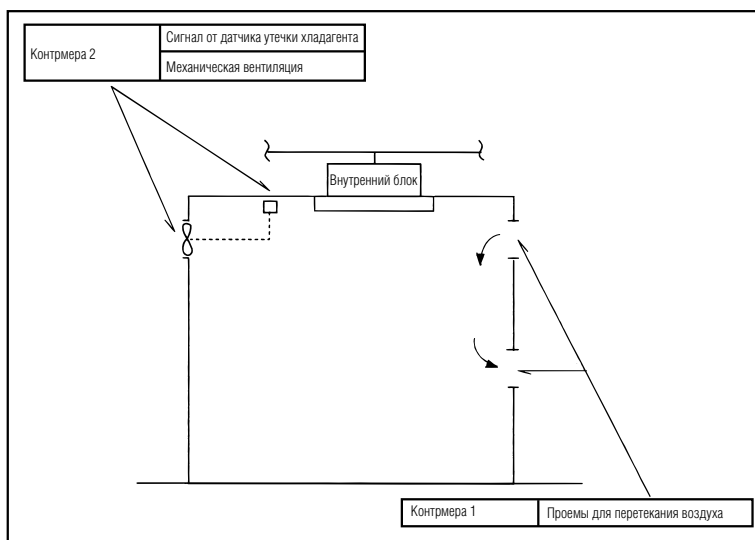 Контрмера 2
Сигнал от датчика утечки хладагента
Механическая вентиляция
Внутренний блок
Контрмера 1
Проемы для перетекания воздуха